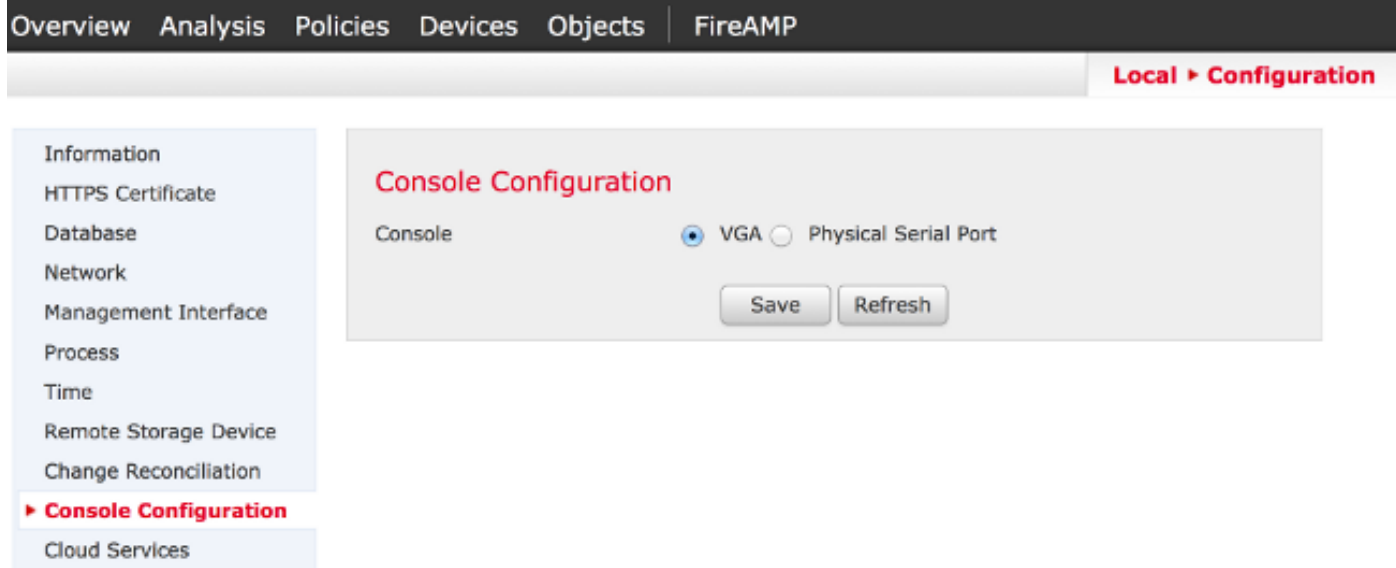 Overview Analysis Policies Devices Objects FireAMP
Local ▸ Configuration
Information
HTTPS Certificate
Database
Network
Management Interface
Process
Time
Remote Storage Device
Change Reconciliation
Console Configuration
Cloud Services
Console Configuration
Console VGA Physical Serial Port
Save Refresh